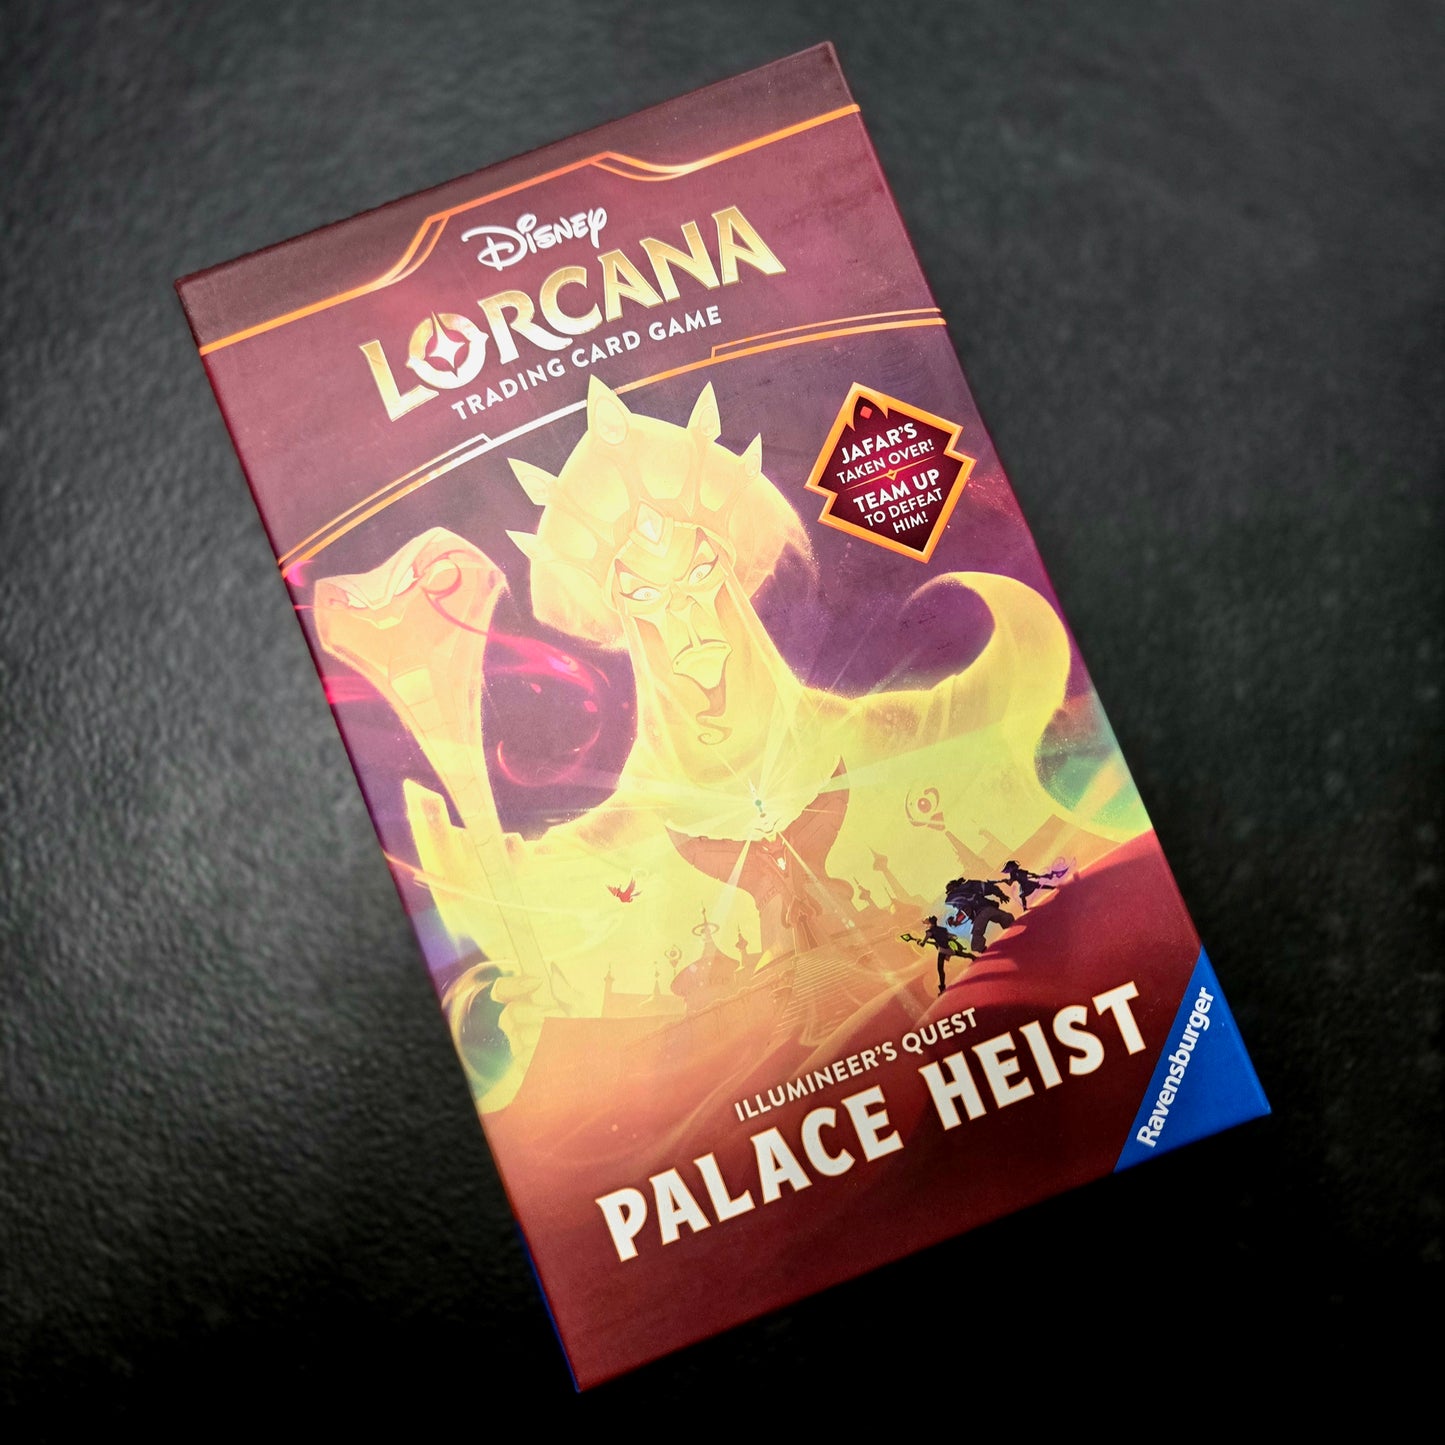 Disney
LORCANA
TRADING CARD GAME
JAFAR'S
TAKEN OVER!
TEAM UP
TO DEFEAT
HIM!
ILLUMINEER'S QUEST
PALACE HEIST
Ravensburger